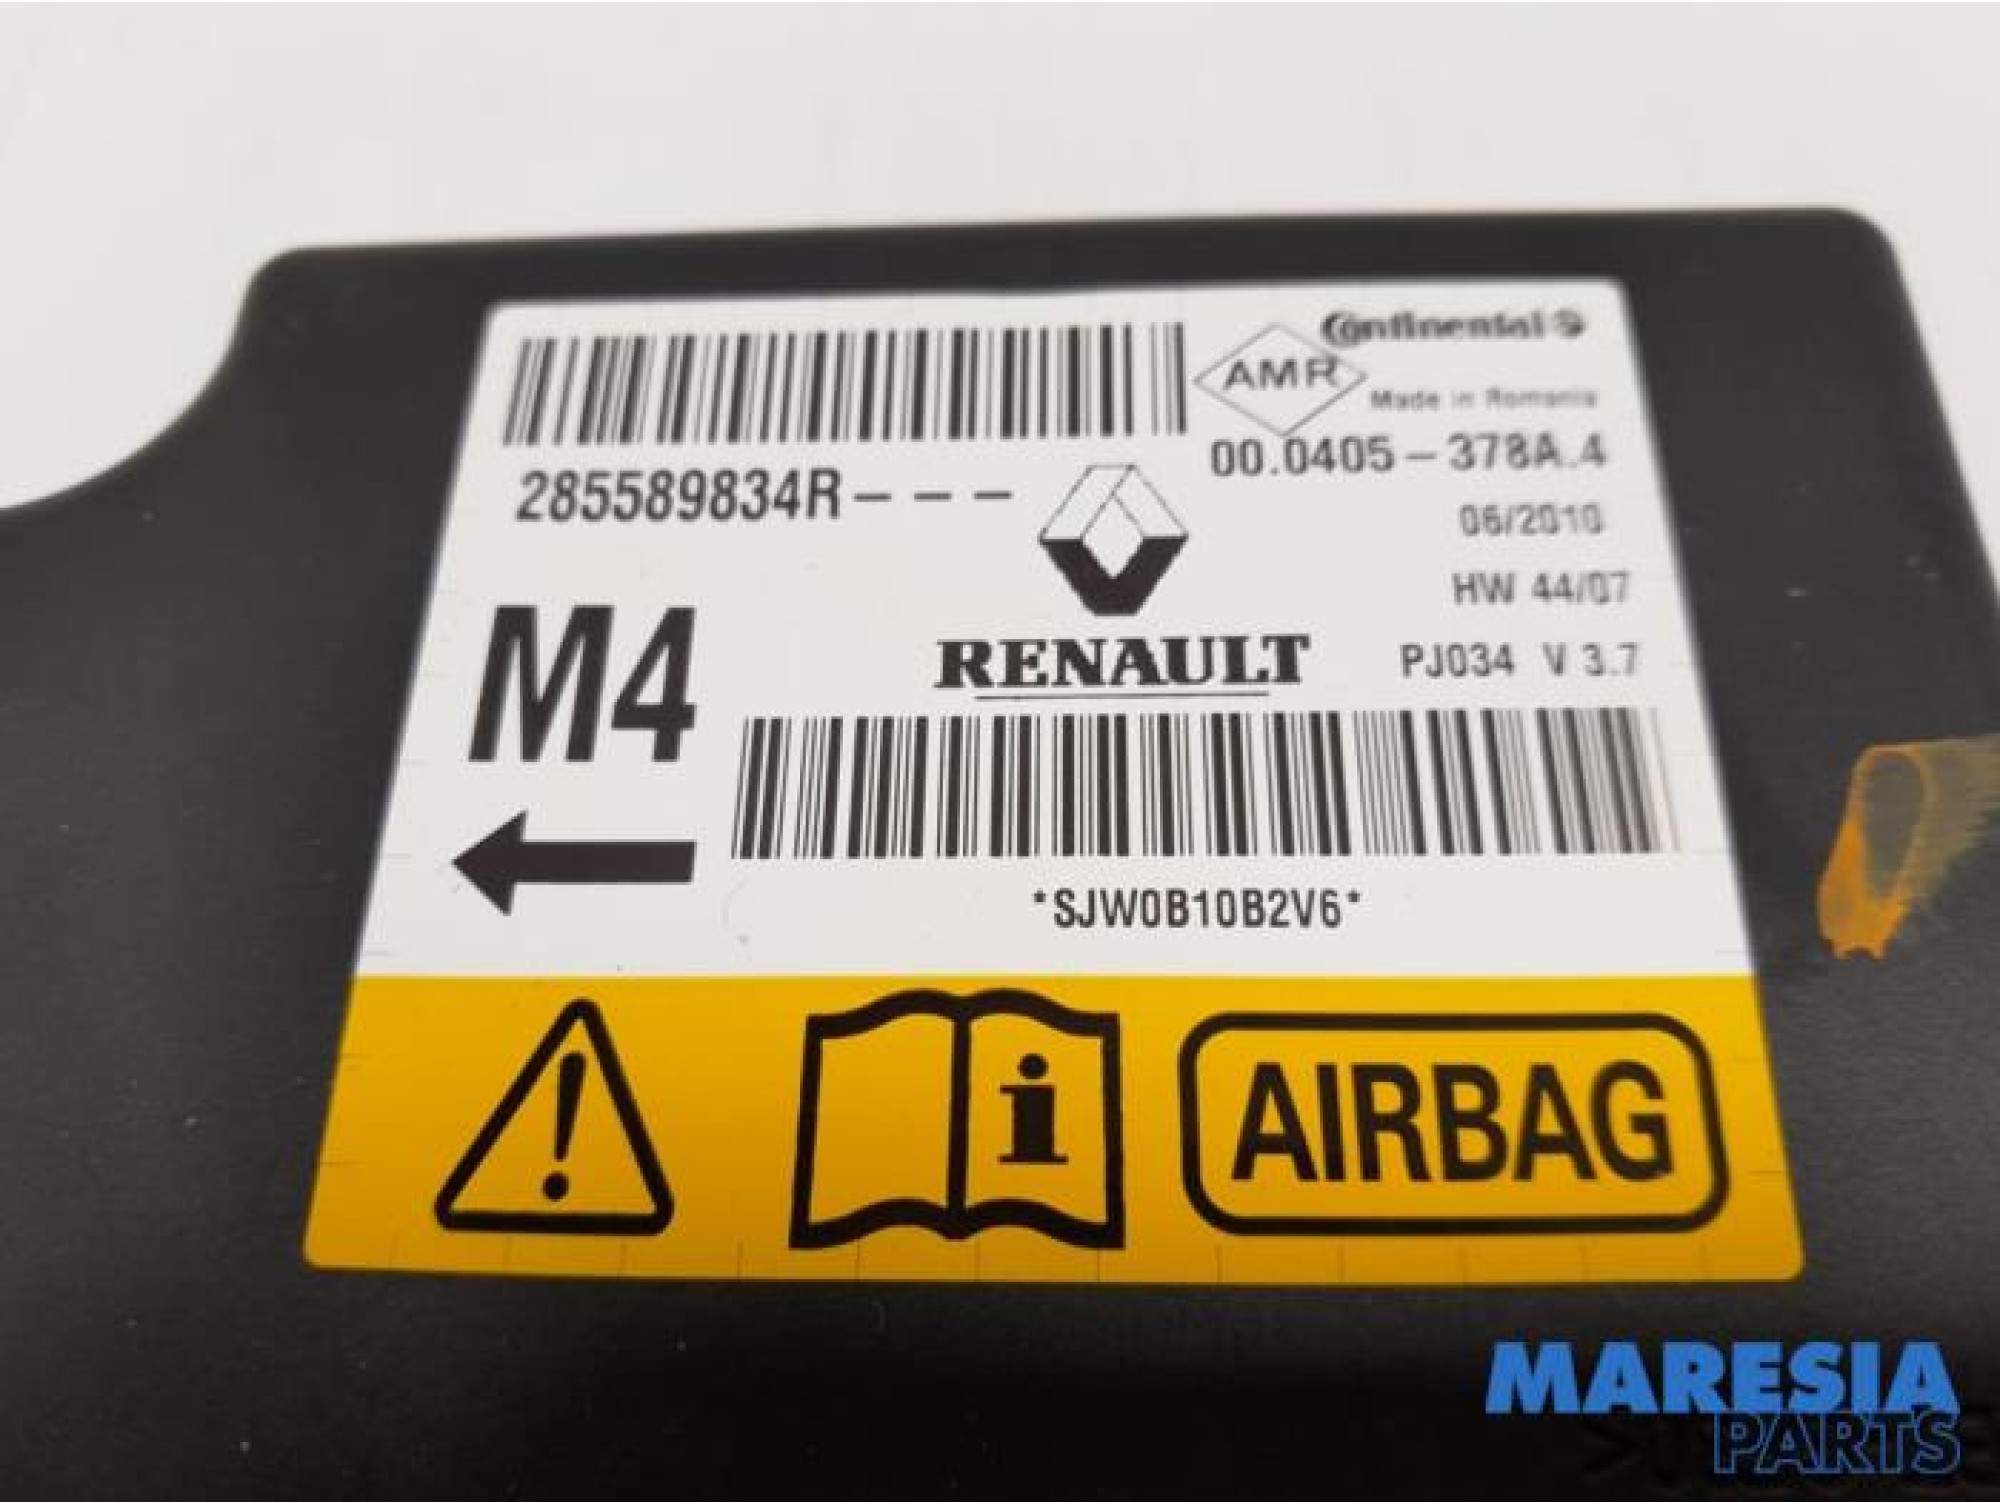 Continental
AMR
Made in Romania
285589834R---
00.0405-378A.4
06/2010
HW 44/07
M4
RENAULT
PJ034 V 3.7
*SJW0B10B2V6*
! i AIRBAG
MARESIA
PARTS